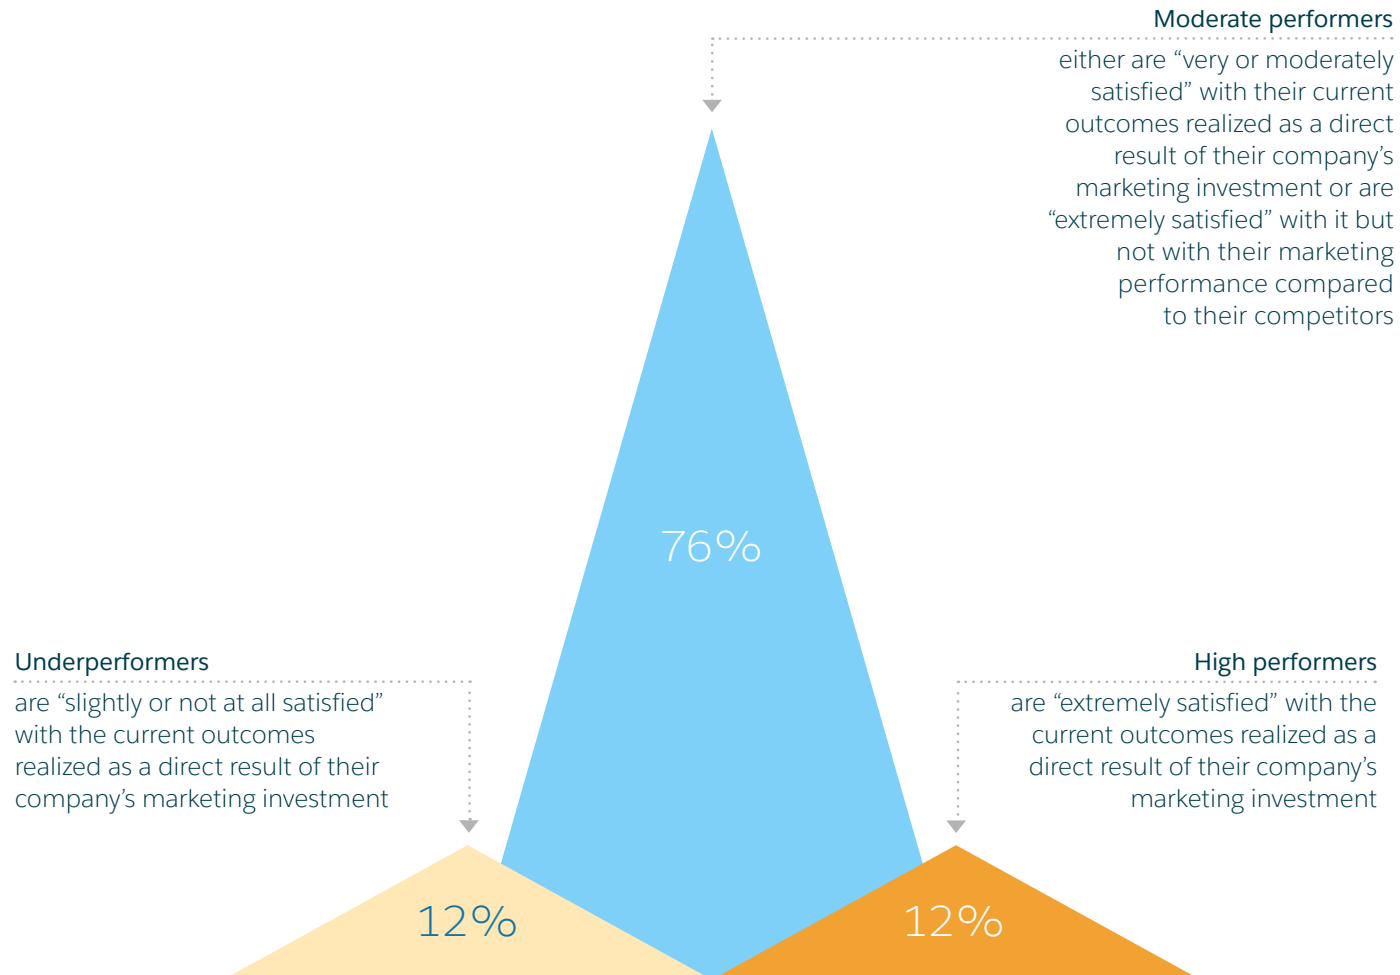 Moderate performers
either are “very or moderately
satisfied” with their current
outcomes realized as a direct
result of their company’s
marketing investment or are
“extremely satisfied” with it but
not with their marketing
performance compared
to their competitors
76%
Underperformers
are “slightly or not at all satisfied”
with the current outcomes
realized as a direct result of their
company’s marketing investment
12%
High performers
are “extremely satisfied” with the
current outcomes realized as a
direct result of their company’s
marketing investment
12%